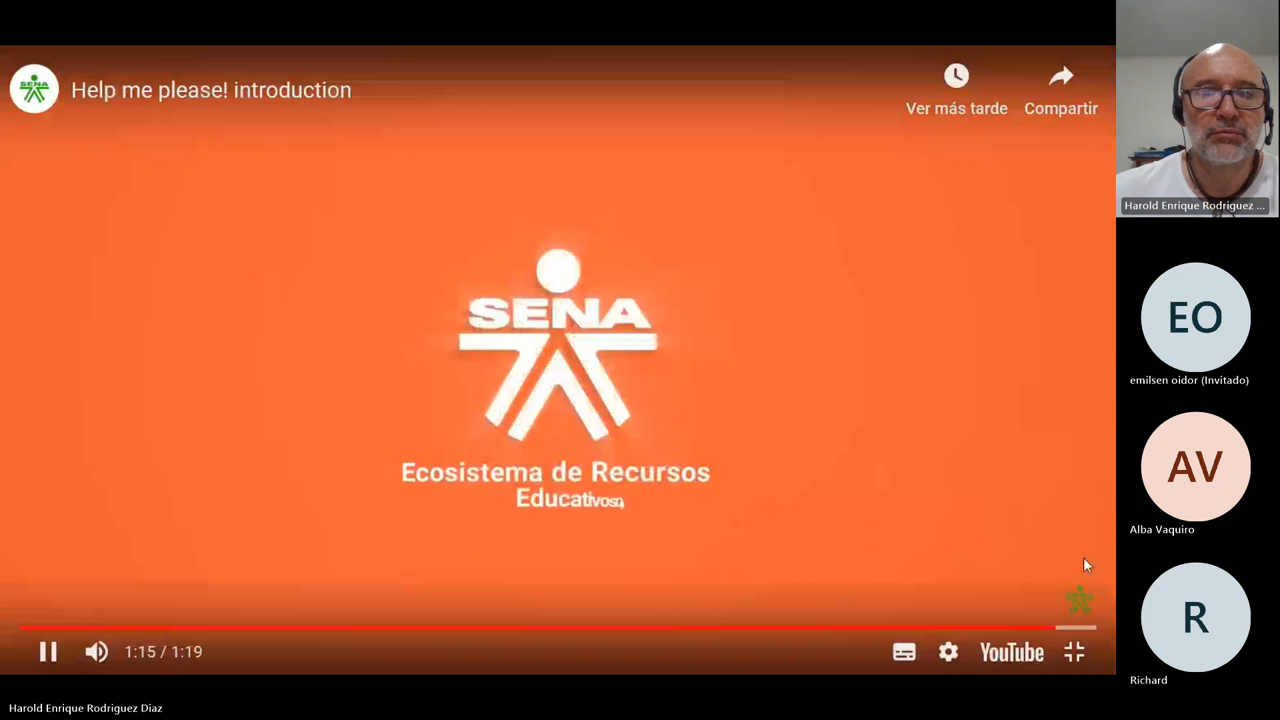 SENA
Help me please! introduction
Ver más tarde
Compartir
SENA
Ecosistema de Recursos
Educativos
1:15 / 1:19
YouTube
Harold Enrique Rodriguez ...
EO
emilsen oidor (Invitado)
AV
Alba Vaquiro
R
Richard
Harold Enrique Rodriguez Diaz